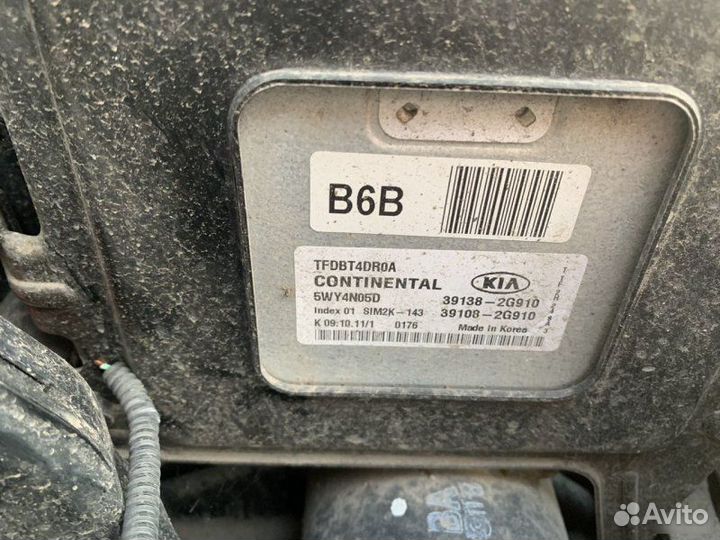 B6B
TFDBT4DR0A
CONTINENTAL KIA
5WY4N05D 39138-2G910
Index 01 SIM2K-143 39108-2G910
K 09.10.11/1 0176 Made in Korea
Avito